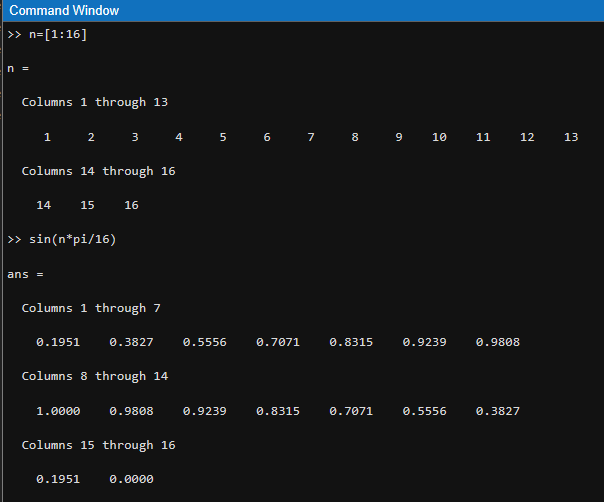 Command Window
>> n=[1:16]
n =
Columns 1 through 13
1 2 3 4 5 6 7 8 9 10 11 12 13
Columns 14 through 16
14 15 16
>> sin(n*pi/16)
ans =
Columns 1 through 7
0.1951 0.3827 0.5556 0.7071 0.8315 0.9239 0.9808
Columns 8 through 14
1.0000 0.9808 0.9239 0.8315 0.7071 0.5556 0.3827
Columns 15 through 16
0.1951 0.0000